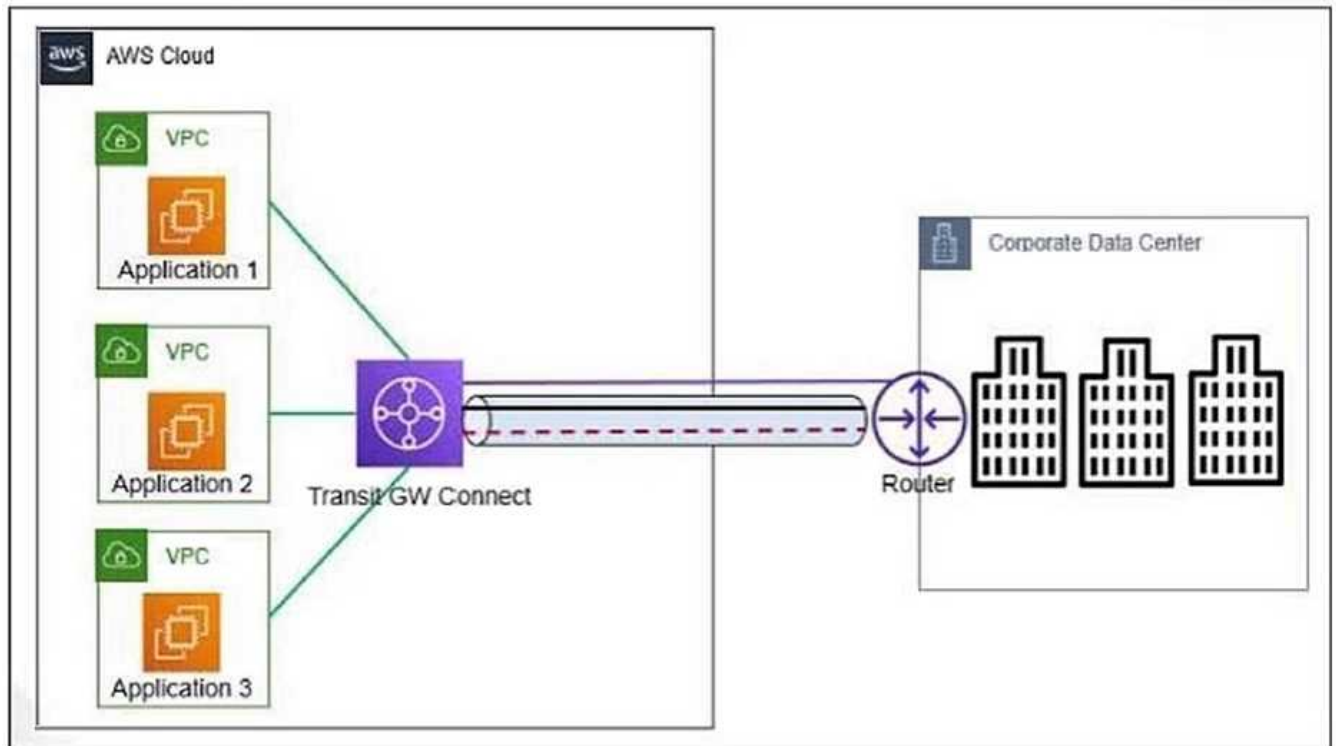 aws
AWS Cloud
VPC
Application 1
VPC
Application 2
VPC
Application 3
Transit GW Connect
Router
Corporate Data Center